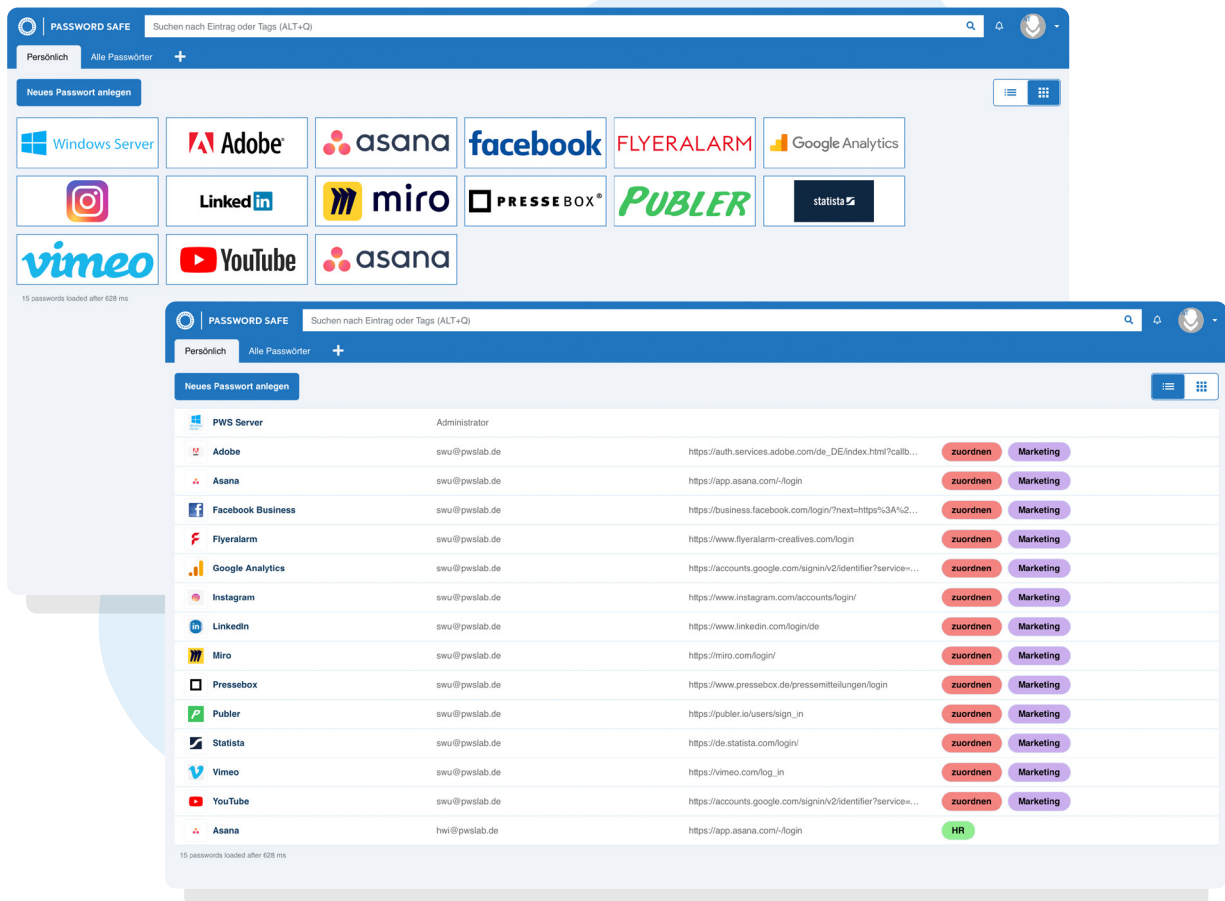 PASSWORD SAFE Suchen nach Eintrag oder Tags (ALT+Q)
Persönlich Alle Passwörter
Neues Passwort anlegen
Windows Server Adobe asana facebook FLYERALARM Google Analytics
Linked in miro PRESSEBOX® PUBLER statista
vimeo YouTube asana
15 passwords loaded after 628 ms
PASSWORD SAFE Suchen nach Eintrag oder Tags (ALT+Q)
Persönlich Alle Passwörter
Neues Passwort anlegen
PWS Server Administrator
Adobe swu@pwslab.de https://auth.services.adobe.com/de_DE/index.html?callb... zuordnen Marketing
Asana swu@pwslab.de https://app.asana.com/-/login zuordnen Marketing
Facebook Business swu@pwslab.de https://business.facebook.com/login/?next=https%3A%2... zuordnen Marketing
Flyeralarm swu@pwslab.de https://www.flyeralarm-creatives.com/login zuordnen Marketing
Google Analytics swu@pwslab.de https://accounts.google.com/signin/v2/identifier?service=... zuordnen Marketing
Instagram swu@pwslab.de https://www.instagram.com/accounts/login/ zuordnen Marketing
in LinkedIn swu@pwslab.de https://www.linkedin.com/login/de zuordnen Marketing
Miro swu@pwslab.de https://miro.com/login/ zuordnen Marketing
Pressebox swu@pwslab.de https://www.pressebox.de/pressemitteilungen/login zuordnen Marketing
Publer swu@pwslab.de https://publer.io/users/sign_in zuordnen Marketing
Statista swu@pwslab.de https://de.statista.com/login/ zuordnen Marketing
Vimeo swu@pwslab.de https://vimeo.com/log_in zuordnen Marketing
YouTube swu@pwslab.de https://accounts.google.com/signin/v2/identifier?service=... zuordnen Marketing
Asana hwi@pwslab.de https://app.asana.com/-/login HR
15 passwords loaded after 628 ms